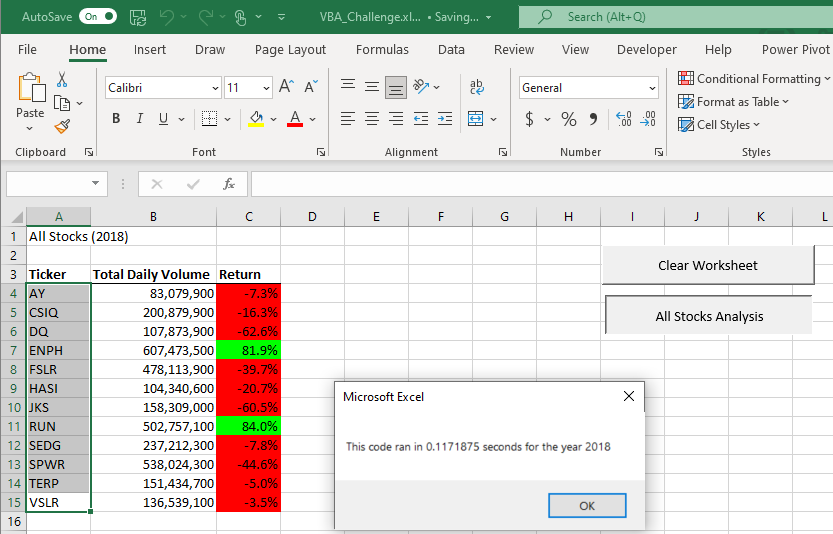 AutoSave On VBA_Challenge.xl... • Saving... Search (Alt+Q)
File Home Insert Draw Page Layout Formulas Data Review View Developer Help Power Pivot
Paste Calibri 11 A A ab General Conditional Formatting
Format as Table
B I U A $ % Cell Styles
Clipboard Font Alignment Number Styles
fx
A B C D E F G H I J K L
1 All Stocks (2018)
2
3 Ticker Total Daily Volume Return
4 AY 83,079,900 -7.3%
5 CSIQ 200,879,900 -16.3%
6 DQ 107,873,900 -62.6%
7 ENPH 607,473,500 81.9%
8 FSLR 478,113,900 -39.7%
9 HASI 104,340,600 -20.7%
10 JKS 158,309,000 -60.5%
11 RUN 502,757,100 84.0%
12 SEDG 237,212,300 -7.8%
13 SPWR 538,024,300 -44.6%
14 TERP 151,434,700 -5.0%
15 VSLR 136,539,100 -3.5%
16
Clear Worksheet
All Stocks Analysis
Microsoft Excel
This code ran in 0.1171875 seconds for the year 2018
OK